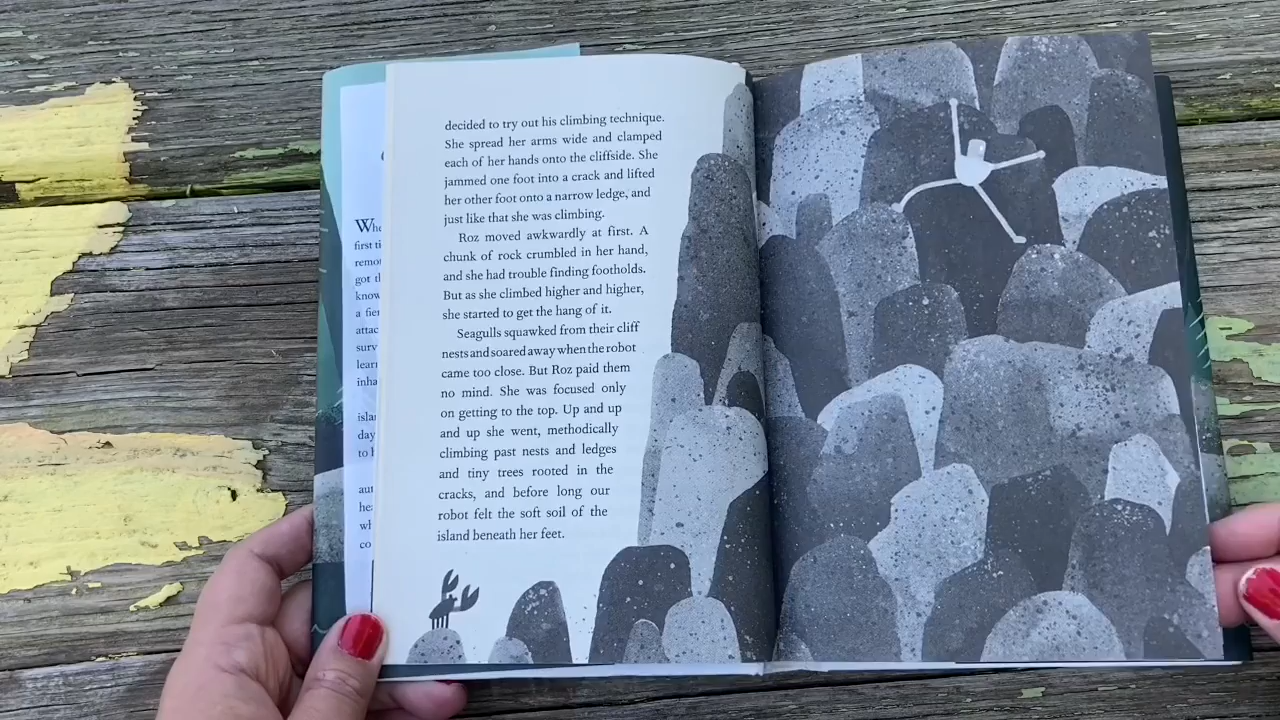 decided to try out his climbing technique.
She spread her arms wide and clamped
each of her hands onto the cliffside. She
jammed one foot into a crack and lifted
her other foot onto a narrow ledge, and
just like that she was climbing.
Roz moved awkwardly at first. A
chunk of rock crumbled in her hand,
and she had trouble finding footholds.
But as she climbed higher and higher,
she started to get the hang of it.
Seagulls squawked from their cliff
nests and soared away when the robot
came too close. But Roz paid them
no mind. She was focused only
on getting to the top. Up and up
and up she went, methodically
climbing past nests and ledges
and tiny trees rooted in the
cracks, and before long our
robot felt the soft soil of the
island beneath her feet.